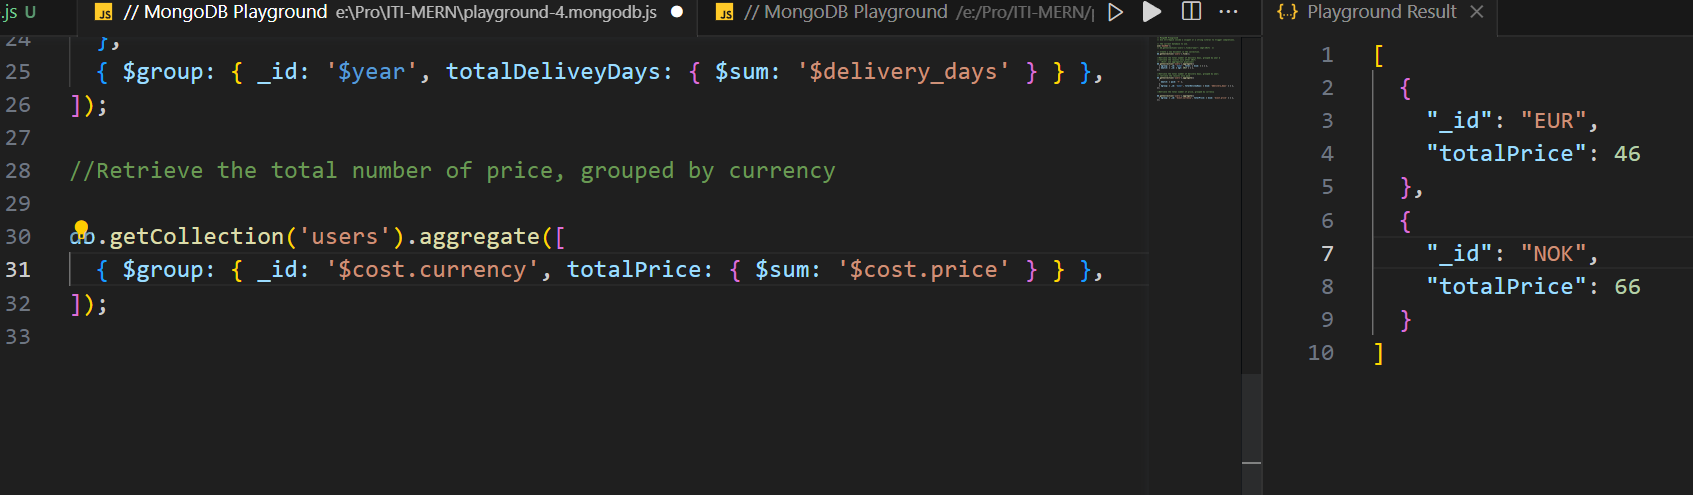 .js U
JS // MongoDB Playground e:\Pro\ITI-MERN\playground-4.mongodb.js
JS // MongoDB Playground /e:/Pro/ITI-MERN/
Playground Result
24 },
25 { $group: { _id: '$year', totalDeliveyDays: { $sum: '$delivery_days' } } },
26 ]);
27
28 //Retrieve the total number of price, grouped by currency
29
30 db.getCollection('users').aggregate([
31 { $group: { _id: '$cost.currency', totalPrice: { $sum: '$cost.price' } } },
32 ]);
33
1 [
2 {
3 "_id": "EUR",
4 "totalPrice": 46
5 },
6 {
7 "_id": "NOK",
8 "totalPrice": 66
9 }
10 ]